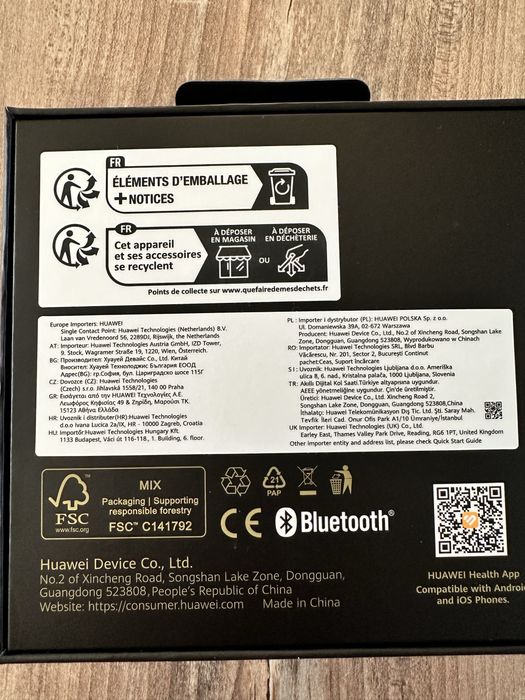 FR
ÉLÉMENTS D'EMBALLAGE
+ NOTICES
FR
Cet appareil
et ses accessoires
se recyclent
À DÉPOSER
EN MAGASIN
OU
À DÉPOSER
EN DÉCHÈTERIE
Points de collecte sur www.quefairedemesdechets.fr
Europe Importers: HUAWEI
Single Contact Point: Huawei Technologies (Netherlands) B.V.
Laan van Vredenoord 56, 2289DJ, Rijswijk, the Netherlands
AT: Importeur: Huawei Technologies Austria GmbH, IZD Tower,
9. Stock, Wagramer Straße 19, 1220, Wien, Österreich.
BG: Производител: Хуауей Девайс Ко., Лтд. Китай
Вносител: Хуауей Технолоджис България ЕООД
Адрес(BG): гр.София, бул. Цариградско шосе 115Г
CZ: Dovozce (CZ): Huawei Technologies
(Czech) s.r.o. Jihlavská 1558/21, 140 00 Praha
GR: Εισάγεται από την HUAWEI Τεχνολογίες Α.Ε.
Λεωφόρος Κηφισίας 49 & Ζηρίδη, Μαρούσι Τ.Κ.
15123 Αθήνα Ελλάδα
HR: Uvoznik i distributer(HR): Huawei Technologies
d.o.o Ivana Lucica 2a/IX, HR - 10000 Zagreb, Croatia
HU: Importőr:Huawei Technologies Hungary Kft.
1133 Budapest, Váci út 116-118., 1. Building, 6. floor.
PL : Importer i dystrybutor (PL): HUAWEI POLSKA Sp. z o.o.
Ul. Domaniewska 39A, 02-672 Warszawa
Producent: Huawei Device Co., Ltd., No.2 of Xincheng Road, Songshan Lake
Zone, Dongguan, Guangdong, 523808, Wyprodukowano w Chinach
RO: Importator: Huawei Technologies SRL, Blvd Barbu
Văcărescu, Nr. 201, Sector 2, București Continut
pachet:Ceas, Suport încărcare
S I : Uvoznik: Huawei Technologies Ljubljana d.o.o. Ameriška
ulica 8, 6. nad., Kristalna palača, 1000 Ljubljana, Slovenia
TR: Akıllı Dijital Kol Saati.Türkiye altyapısına uygundur.
AEEE yönetmeliğine uygundur. Çin'de üretilmiştir.
Üretici: Huawei Device Co., Ltd. Xincheng Road 2,
Songshan Lake Zone, Dongguan, Guangdong 523808,China
İthalatçı: Huawei Telekomünikasyon Dış Tic. Ltd. Şti. Saray Mah.
Tevfik İleri Cad. Onur Ofis Park A1/10 Ümraniye/İstanbul
UK Importer: Huawei Technologies (UK) Co., Ltd.
Earley East, Thames Valley Park Drive, Reading, RG6 1PT, United Kingdom
Other importer entity and address list, please check Quick Start Guide
FSC
www.fsc.org
MIX
Packaging | Supporting
responsible forestry
FSC™ C141792
21
PAP
CE
Bluetooth®
Huawei Device Co., Ltd.
No.2 of Xincheng Road, Songshan Lake Zone, Dongguan,
Guangdong 523808, People's Republic of China
Website: https://consumer.huawei.com Made in China
HUAWEI Health App
Compatible with Android
and iOS Phones.